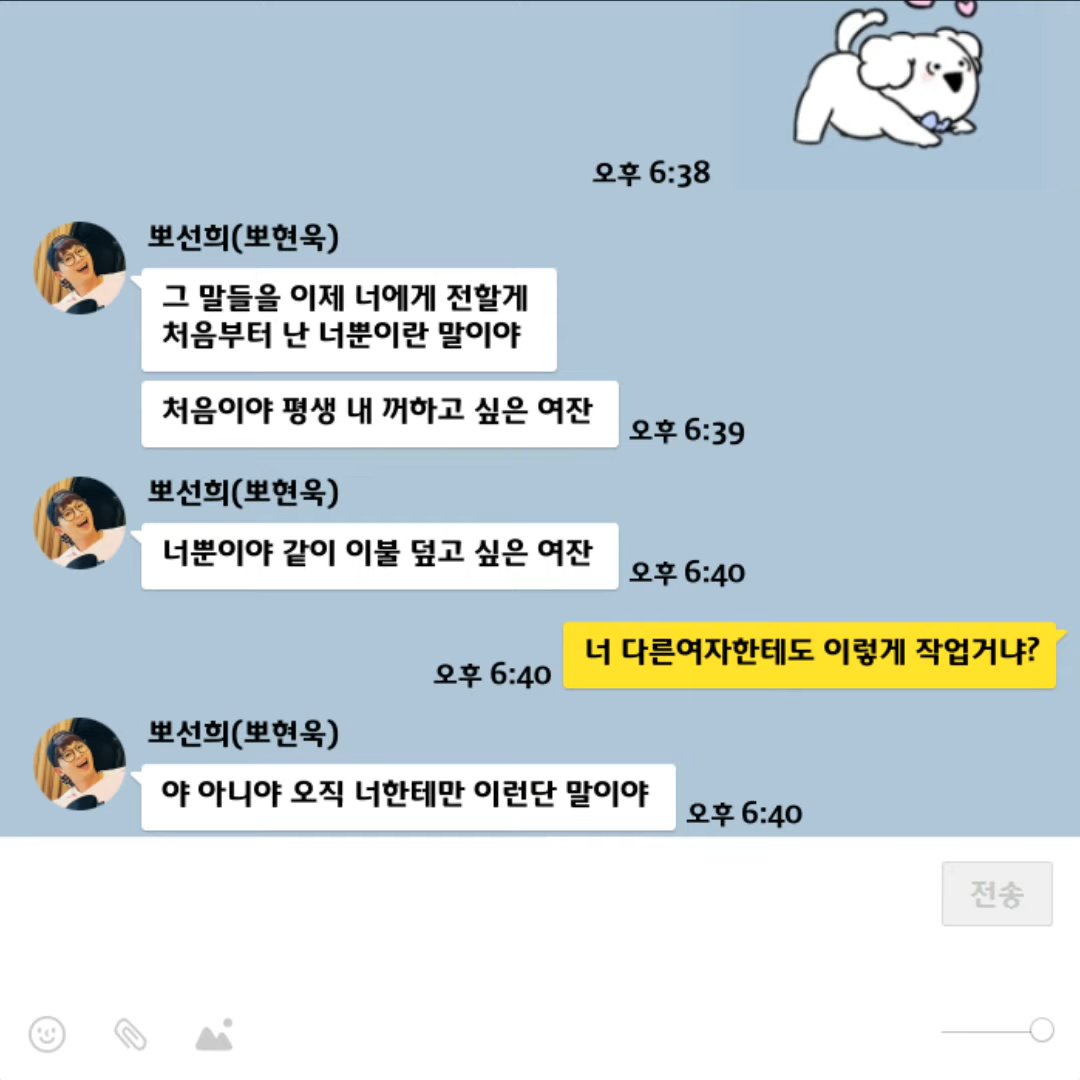 오후 6:38
뽀선희(뽀현욱)
그 말들을 이제 너에게 전할게
처음부터 난 너뿐이란 말이야
처음이야 평생 내 꺼하고 싶은 여잔
오후 6:39
뽀선희(뽀현욱)
너뿐이야 같이 이불 덮고 싶은 여잔
오후 6:40
너 다른여자한테도 이렇게 작업거냐?
오후 6:40
뽀선희(뽀현욱)
야 아니야 오직 너한테만 이런단 말이야
오후 6:40
전송